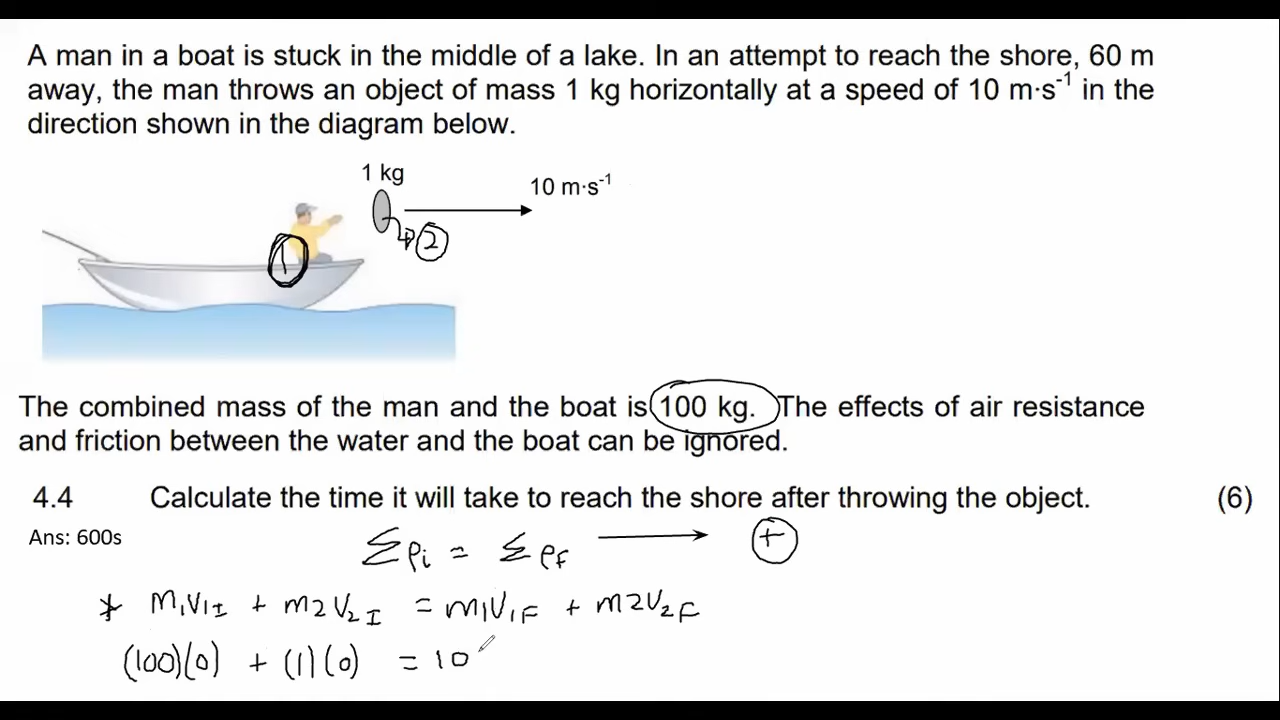 A man in a boat is stuck in the middle of a lake. In an attempt to reach the shore, 60 m
away, the man throws an object of mass 1 kg horizontally at a speed of 10 m·s⁻¹ in the
direction shown in the diagram below.
1 kg
10 m·s⁻¹
2
1
The combined mass of the man and the boat is 100 kg. The effects of air resistance
and friction between the water and the boat can be ignored.
4.4 Calculate the time it will take to reach the shore after throwing the object. (6)
Ans: 600s
Σpi = Σpf → +
* m1v1I + m2v2I = m1v1F + m2v2F
(100)(0) + (1)(0) = 10